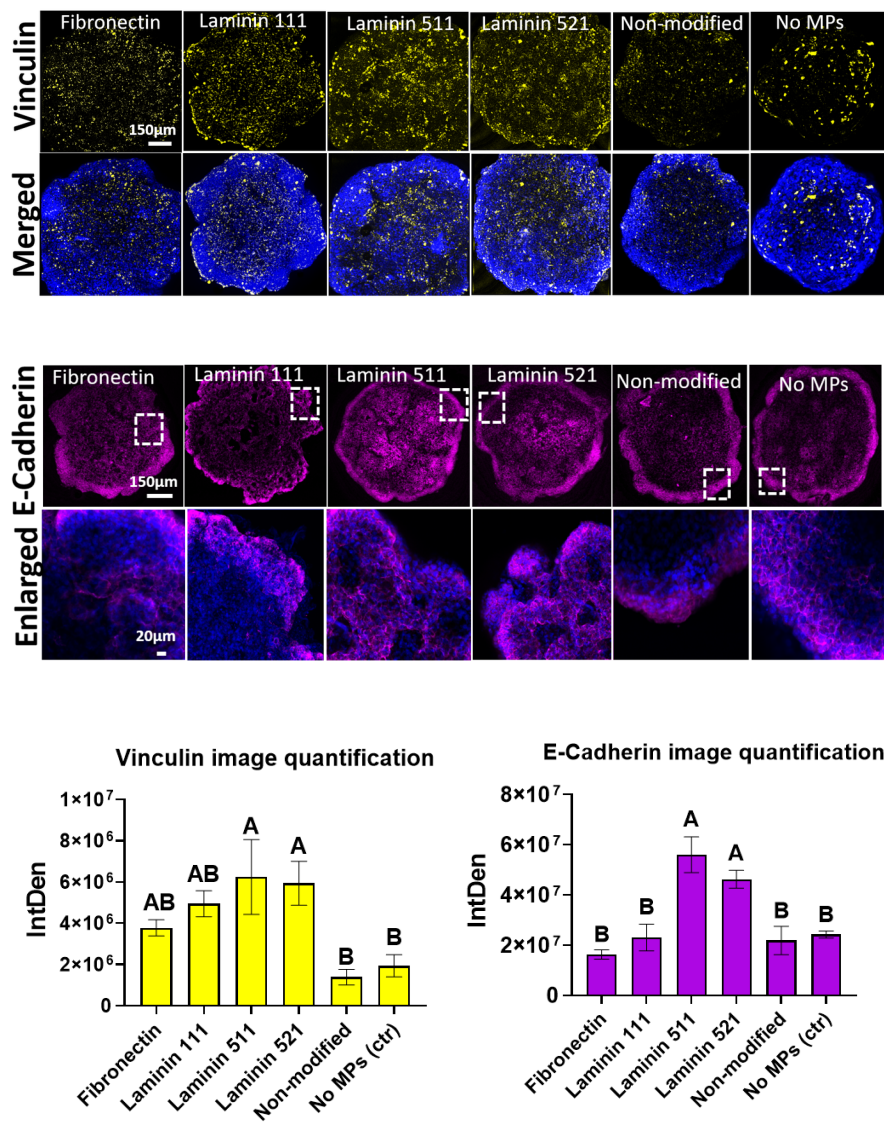 Vinculin
Fibronectin Laminin 111 Laminin 511 Laminin 521 Non-modified No MPs
150µm
Merged
E-Cadherin
Fibronectin Laminin 111 Laminin 511 Laminin 521 Non-modified No MPs
150µm
Enlarged
20µm
Vinculin image quantification
IntDen
1×10⁷
8×10⁶
6×10⁶
4×10⁶
2×10⁶
0
AB AB A A B B
Fibronectin
Laminin 111
Laminin 511
Laminin 521
Non-modified
No MPs (ctr)
E-Cadherin image quantification
IntDen
8×10⁷
6×10⁷
4×10⁷
2×10⁷
0
B B A A B B
Fibronectin
Laminin 111
Laminin 511
Laminin 521
Non-modified
No MPs (ctr)